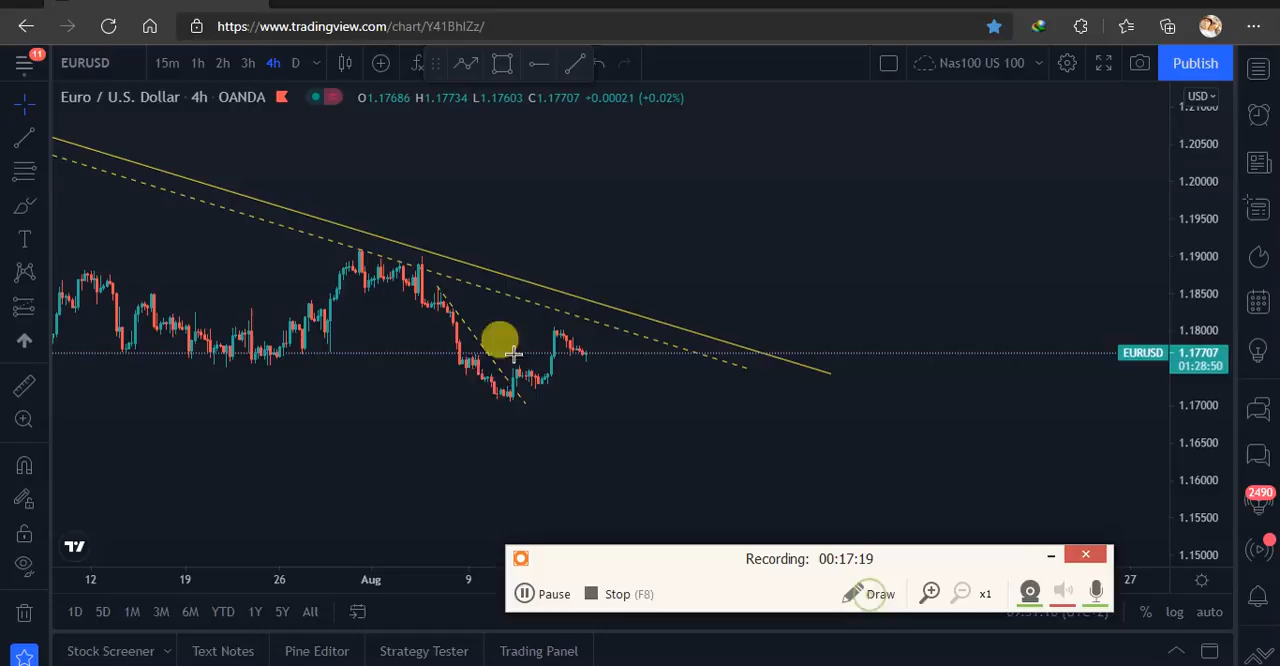 https://www.tradingview.com/chart/Y41BhlZz/
11
EURUSD
15m 1h 2h 3h 4h D
Nas100 US 100
Publish
Euro / U.S. Dollar · 4h · OANDA
O1.17686 H1.17734 L1.17603 C1.17707 +0.00021 (+0.02%)
USD
1.21000
1.20500
1.20000
1.19500
1.19000
1.18500
1.18000
EURUSD 1.17707
01:28:50
1.17000
1.16500
1.16000
1.15500
1.15000
2490
12 19 26 Aug 9 27
Recording: 00:17:19
Pause Stop (F8) Draw x1
1D 5D 1M 3M 6M YTD 1Y 5Y All
% log auto
Stock Screener Text Notes Pine Editor Strategy Tester Trading Panel